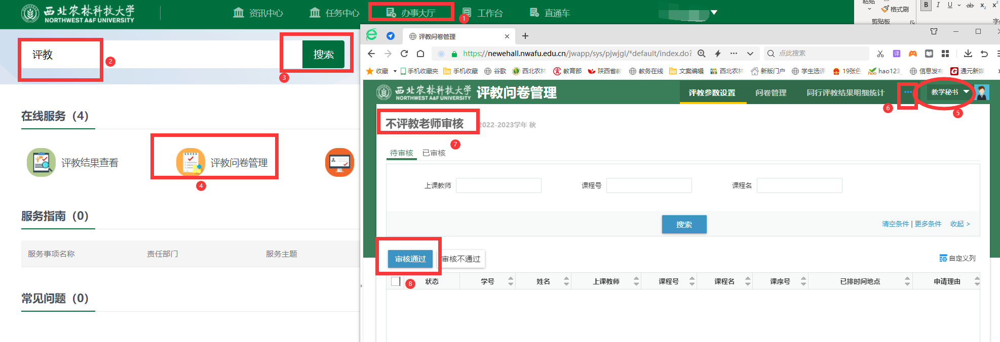 西北农林科技大学
NORTHWEST A&F UNIVERSITY
资讯中心
任务中心
办事大厅
1
工作台
直通车
粘贴
格式刷
剪贴板
B I U ab x₂ x²
评教
2
搜索
3
在线服务（4）
评教结果查看
评教问卷管理
4
服务指南（0）
服务事项名称
责任部门
服务主题
常见问题（0）
评教问卷管理
https://newehall.nwafu.edu.cn/jwapp/sys/pjwjgl/*default/index.do?
点此搜索
译
收藏
手机收藏夹
手机收藏
谷歌
西北农林
教育部
陕西省教
教务在线
文案编辑
西北农林
新版门户
学生选课
19张色
hao123_
信息发布
通元新媒
西北农林科技大学
NORTHWEST A&F UNIVERSITY
评教问卷管理
评教参数设置
问卷管理
同行评教结果明细统计
···
6
教学秘书
5
不评教老师审核
2022-2023学年 秋
7
待审核
已审核
上课教师
课程号
课程名
搜索
清空条件 | 更多条件
收起 >
审核通过
审核不通过
自定义列
8
状态
学号
姓名
上课教师
课程号
课程名
课序号
已排时间地点
申请理由